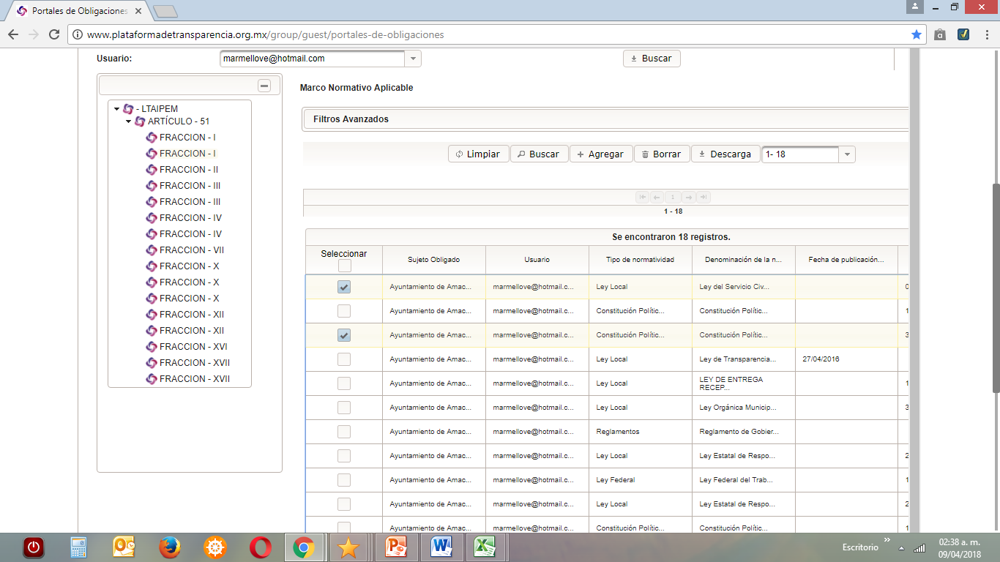 Portales de Obligaciones
www.plataformadetransparencia.org.mx/group/guest/portales-de-obligaciones
Usuario: marmellove@hotmail.com Buscar
- LTAIPEM
ARTÍCULO - 51
FRACCION - I
FRACCION - I
FRACCION - II
FRACCION - III
FRACCION - III
FRACCION - IV
FRACCION - IV
FRACCION - VII
FRACCION - X
FRACCION - X
FRACCION - X
FRACCION - XII
FRACCION - XII
FRACCION - XVI
FRACCION - XVII
FRACCION - XVII
Marco Normativo Aplicable
Filtros Avanzados
Limpiar Buscar Agregar Borrar Descarga 1- 18
1
1 - 18
Se encontraron 18 registros.
Seleccionar Sujeto Obligado Usuario Tipo de normatividad Denominación de la n... Fecha de publicación...
Ayuntamiento de Amac... marmellove@hotmail.c... Ley Local Ley del Servicio Civ... 0
Ayuntamiento de Amac... marmellove@hotmail.c... Constitución Polític... Constitución Polític... 1
Ayuntamiento de Amac... marmellove@hotmail.c... Constitución Polític... Constitución Polític... 3
Ayuntamiento de Amac... marmellove@hotmail.c... Ley Local Ley de Transparencia... 27/04/2016
Ayuntamiento de Amac... marmellove@hotmail.c... Ley Local LEY DE ENTREGA RECEP... 1
Ayuntamiento de Amac... marmellove@hotmail.c... Ley Local Ley Orgánica Municip... 3
Ayuntamiento de Amac... marmellove@hotmail.c... Reglamentos Reglamento de Gobier...
Ayuntamiento de Amac... marmellove@hotmail.c... Ley Local Ley Estatal de Respo... 2
Ayuntamiento de Amac... marmellove@hotmail.c... Ley Federal Ley Federal del Trab... 1
Ayuntamiento de Amac... marmellove@hotmail.c... Ley Local Ley Estatal de Respo... 2
Ayuntamiento de Amac... marmellove@hotmail.c... Constitución Polític... Constitución Polític... 1
Escritorio
02:38 a. m.
09/04/2018